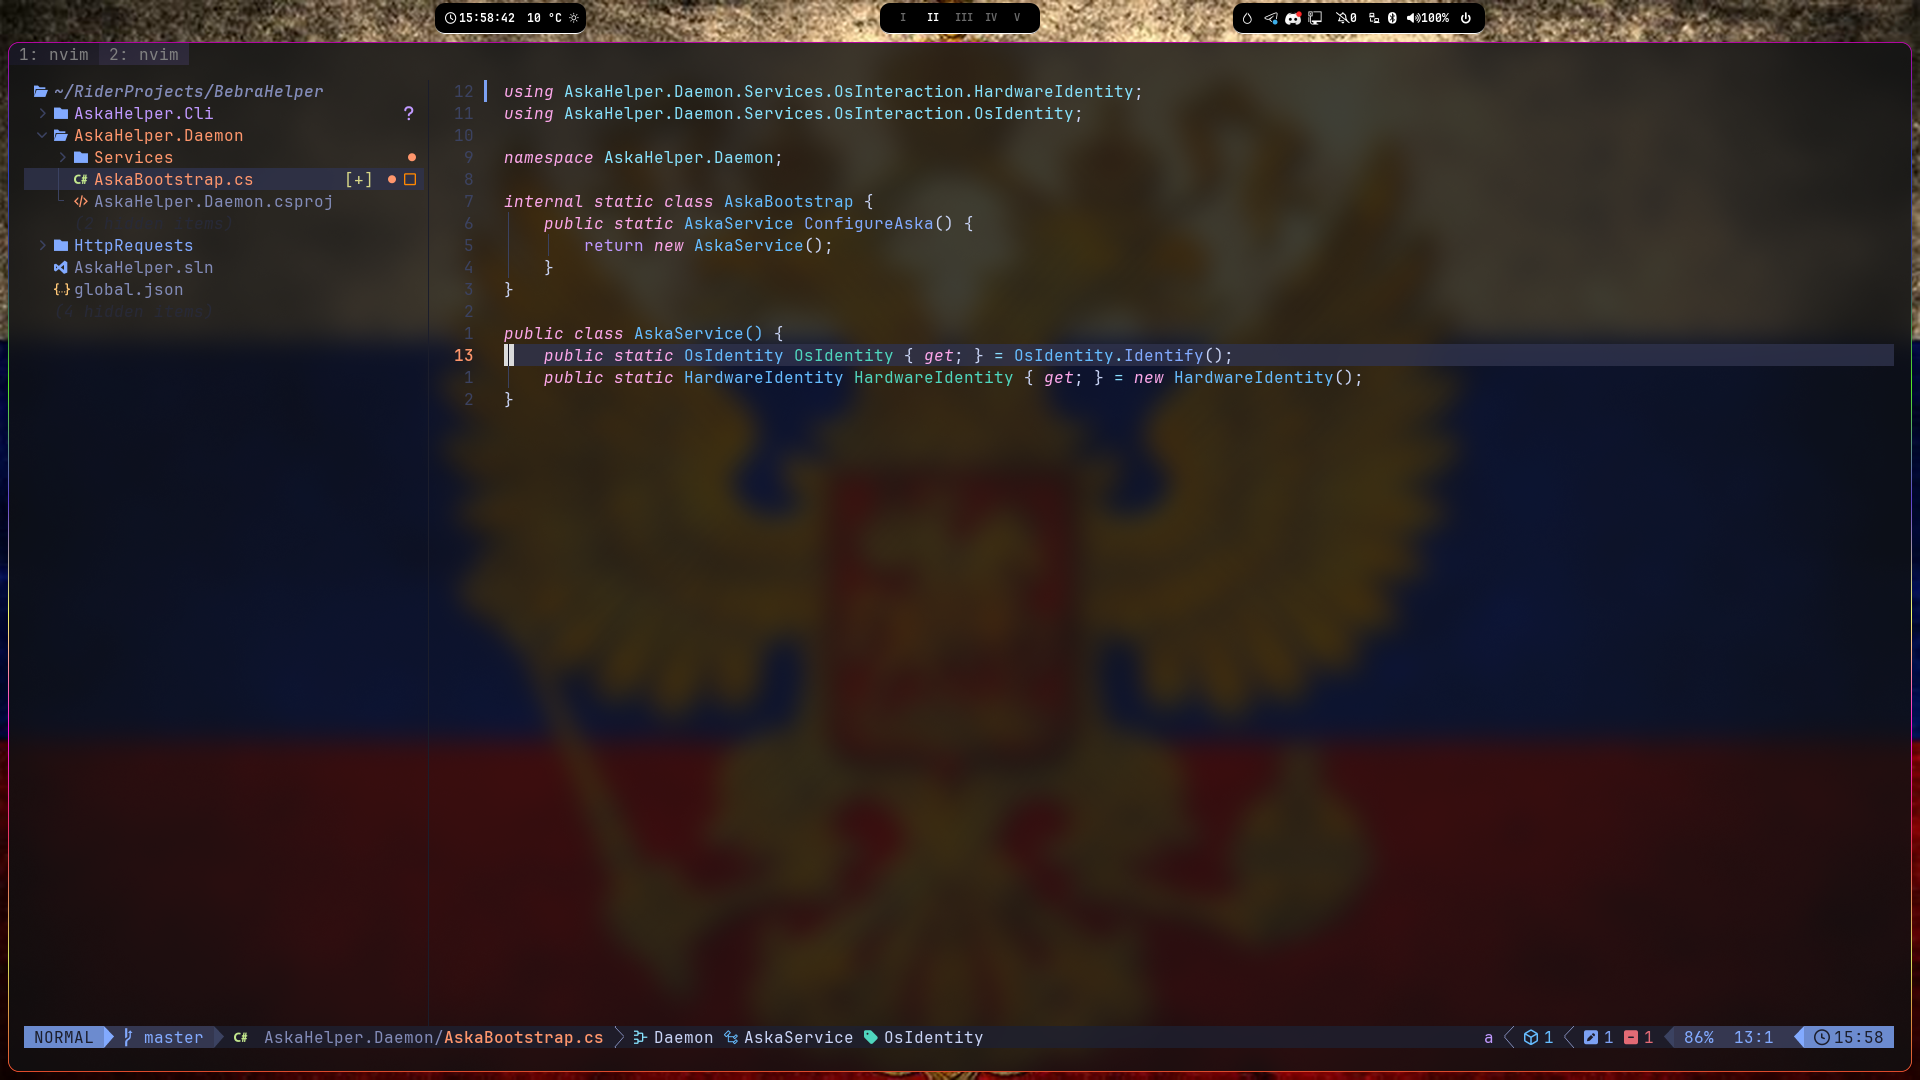 15:58:42 10 °C
I II III IV V
0 100%
1: nvim 2: nvim
~/RiderProjects/BebraHelper
AskaHelper.Cli ?
AskaHelper.Daemon
Services
C# AskaBootstrap.cs [+]
AskaHelper.Daemon.csproj
HttpRequests
AskaHelper.sln
{..} global.json
(4 hidden items)
12 using AskaHelper.Daemon.Services.OsInteraction.HardwareIdentity;
11 using AskaHelper.Daemon.Services.OsInteraction.OsIdentity;
10
9 namespace AskaHelper.Daemon;
8
7 internal static class AskaBootstrap {
6 public static AskaService ConfigureAska() {
5 return new AskaService();
4 }
3 }
2
1 public class AskaService() {
13 public static OsIdentity OsIdentity { get; } = OsIdentity.Identify();
1 public static HardwareIdentity HardwareIdentity { get; } = new HardwareIdentity();
2 }
NORMAL master C# AskaHelper.Daemon/AskaBootstrap.cs Daemon AskaService OsIdentity a 1 1 1 86% 13:1 15:58